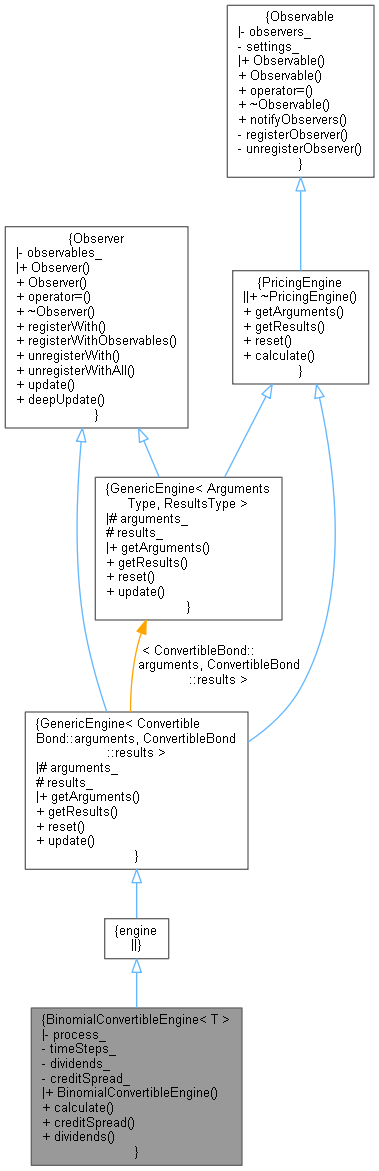 {Observable
|- observers_
- settings_
|+ Observable()
+ Observable()
+ operator=()
+ ~Observable()
+ notifyObservers()
- registerObserver()
- unregisterObserver()
}
{Observer
|- observables_
|+ Observer()
+ Observer()
+ operator=()
+ ~Observer()
+ registerWith()
+ registerWithObservables()
+ unregisterWith()
+ unregisterWithAll()
+ update()
+ deepUpdate()
}
{PricingEngine
||+ ~PricingEngine()
+ getArguments()
+ getResults()
+ reset()
+ calculate()
}
{GenericEngine< Arguments
Type, ResultsType >
|# arguments_
# results_
|+ getArguments()
+ getResults()
+ reset()
+ update()
}
< ConvertibleBond::
arguments, ConvertibleBond
::results >
{GenericEngine< Convertible
Bond::arguments, ConvertibleBond
::results >
|# arguments_
# results_
|+ getArguments()
+ getResults()
+ reset()
+ update()
}
{engine
||}
{BinomialConvertibleEngine< T >
|- process_
- timeSteps_
- dividends_
- creditSpread_
|+ BinomialConvertibleEngine()
+ calculate()
+ creditSpread()
+ dividends()
}